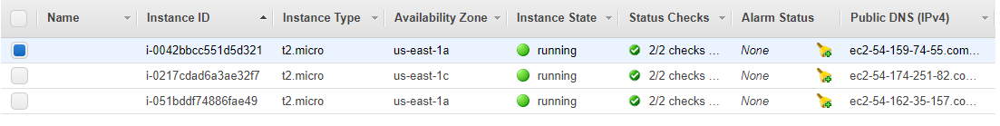 Name Instance ID Instance Type Availability Zone Instance State Status Checks Alarm Status Public DNS (IPv4)
i-0042bbcc551d5d321 t2.micro us-east-1a running 2/2 checks ... None ec2-54-159-74-55.com...
i-0217cdad6a3ae32f7 t2.micro us-east-1c running 2/2 checks ... None ec2-54-174-251-82.co...
i-051bddf74886fae49 t2.micro us-east-1a running 2/2 checks ... None ec2-54-162-35-157.co...